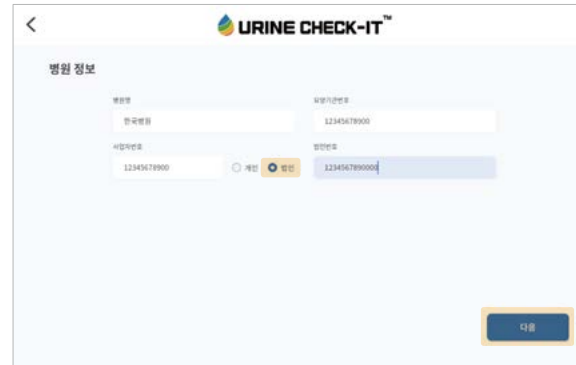 URINE CHECK-IT™
병원 정보
병원명
요양기관번호
한국병원
12345678900
사업자번호
법인번호
12345678900
개인
법인
1234567890000
다음